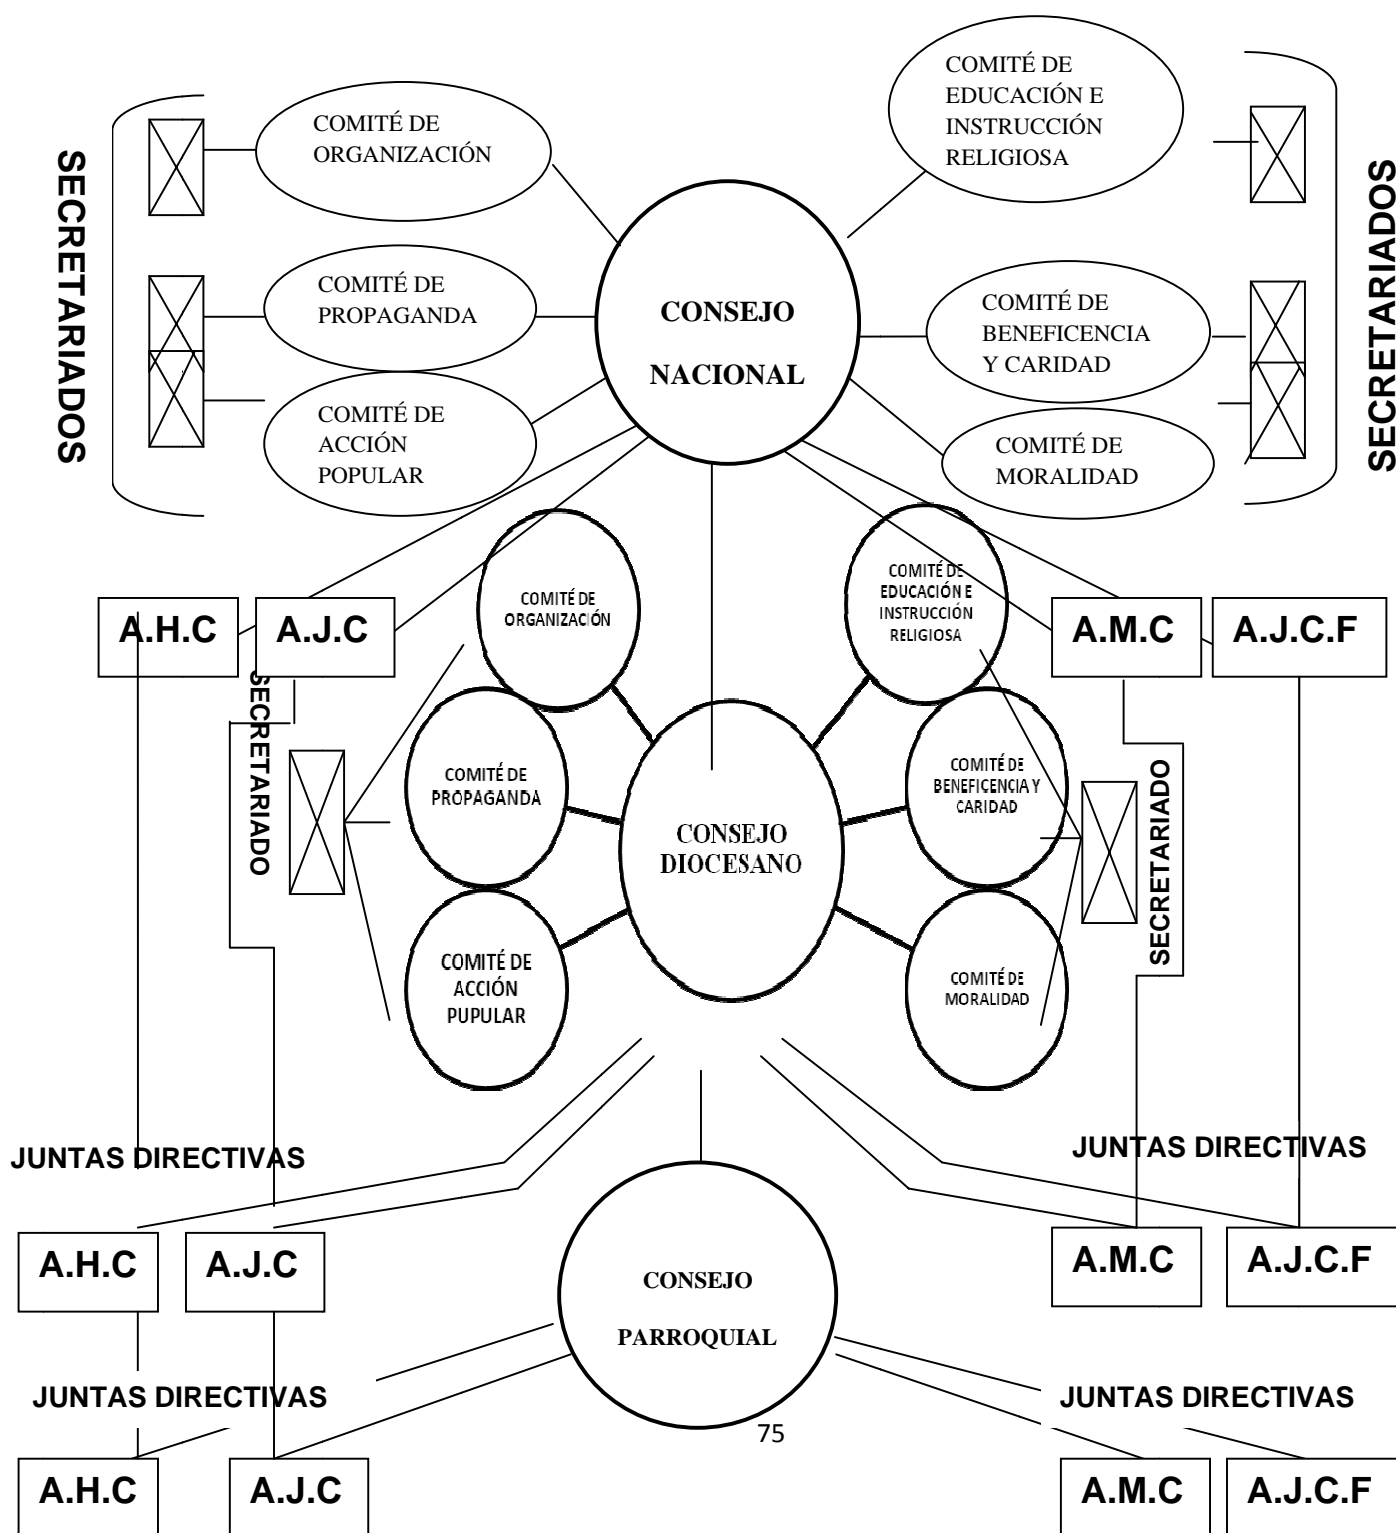 COMITÉ DE
ORGANIZACIÓN
COMITÉ DE
EDUCACIÓN E
INSTRUCCIÓN
RELIGIOSA
SECRETARIADOS
SECRETARIADOS
COMITÉ DE
PROPAGANDA
CONSEJO
NACIONAL
COMITÉ DE
BENEFICENCIA
Y CARIDAD
COMITÉ DE
ACCIÓN
POPULAR
COMITÉ DE
MORALIDAD
COMITÉ DE
ORGANIZACIÓN
COMITÉ DE
EDUCACIÓN E
INSTRUCCIÓN
RELIGIOSA
A.H.C
A.J.C
A.M.C
A.J.C.F
SECRETARIADO
COMITÉ DE
PROPAGANDA
CONSEJO
DIOCESANO
COMITÉ DE
BENEFICENCIA Y
CARIDAD
SECRETARIADO
COMITÉ DE
ACCIÓN
PUPULAR
COMITÉ DE
MORALIDAD
JUNTAS DIRECTIVAS
JUNTAS DIRECTIVAS
A.H.C
A.J.C
A.M.C
A.J.C.F
CONSEJO
PARROQUIAL
JUNTAS DIRECTIVAS
JUNTAS DIRECTIVAS
75
A.H.C
A.J.C
A.M.C
A.J.C.F